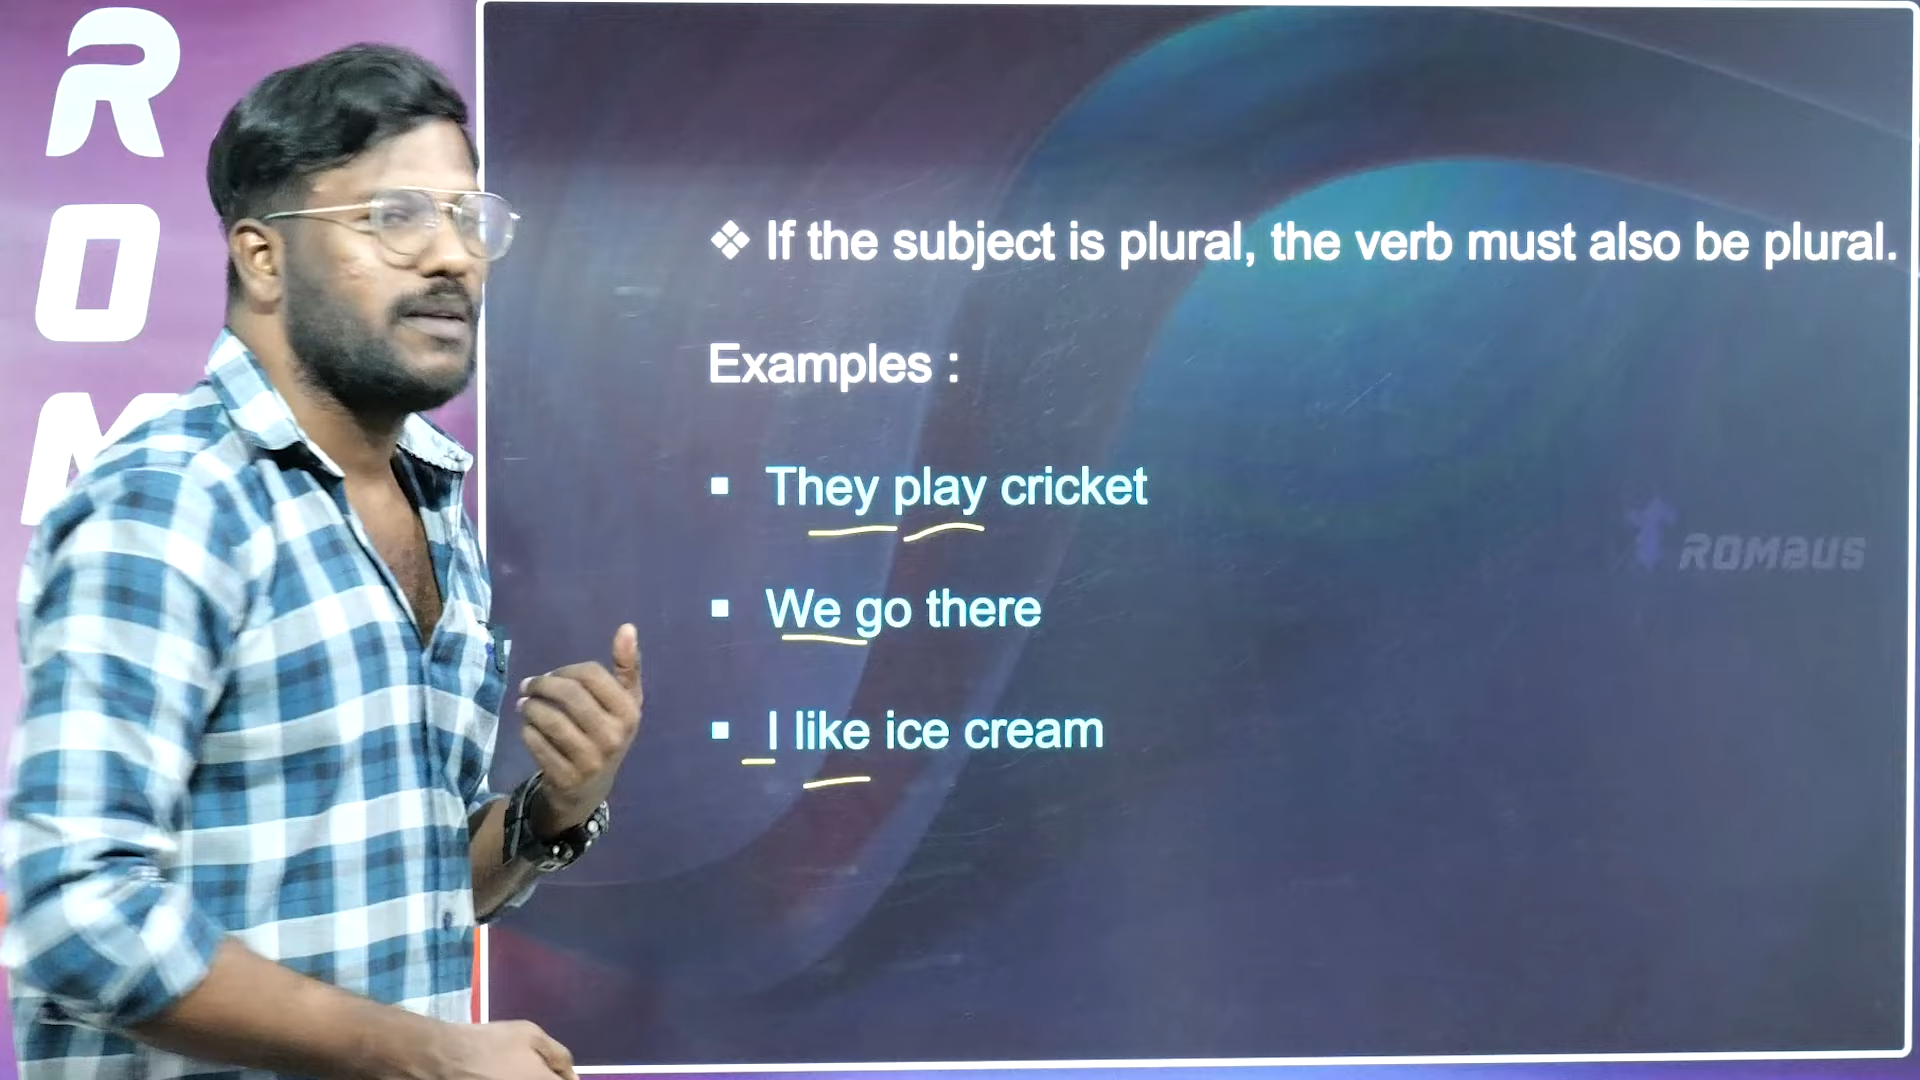 R
O
M
❖ If the subject is plural, the verb must also be plural.
Examples :
▪ They play cricket
▪ We go there
▪ I like ice cream
ROMBUS